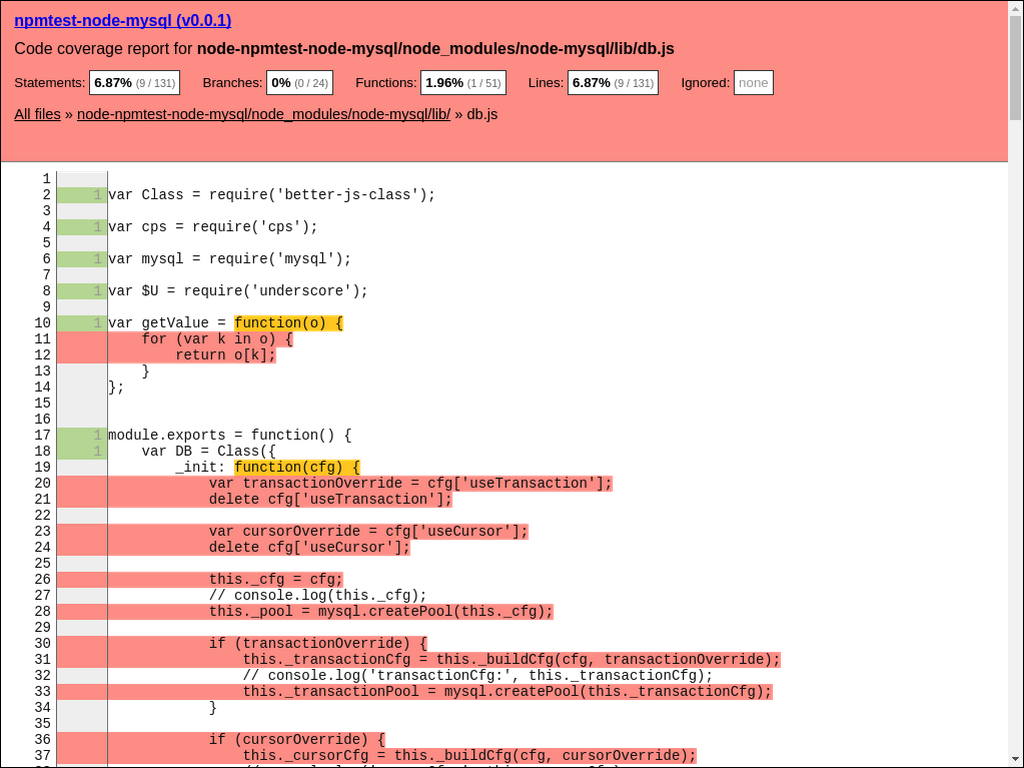 npmtest-node-mysql (v0.0.1)
Code coverage report for node-npmtest-node-mysql/node_modules/node-mysql/lib/db.js
Statements: 6.87% (9 / 131) Branches: 0% (0 / 24) Functions: 1.96% (1 / 51) Lines: 6.87% (9 / 131) Ignored: none
All files » node-npmtest-node-mysql/node_modules/node-mysql/lib/ » db.js
1
2 1 var Class = require('better-js-class');
3
4 1 var cps = require('cps');
5
6 1 var mysql = require('mysql');
7
8 1 var $U = require('underscore');
9
10 1 var getValue = function(o) {
11     for (var k in o) {
12         return o[k];
13     }
14 };
15
16
17 1 module.exports = function() {
18 1     var DB = Class({
19         _init: function(cfg) {
20             var transactionOverride = cfg['useTransaction'];
21             delete cfg['useTransaction'];
22
23             var cursorOverride = cfg['useCursor'];
24             delete cfg['useCursor'];
25
26             this._cfg = cfg;
27             // console.log(this._cfg);
28             this._pool = mysql.createPool(this._cfg);
29
30             if (transactionOverride) {
31                 this._transactionCfg = this._buildCfg(cfg, transactionOverride);
32                 // console.log('transactionCfg:', this._transactionCfg);
33                 this._transactionPool = mysql.createPool(this._transactionCfg);
34             }
35
36             if (cursorOverride) {
37                 this._cursorCfg = this._buildCfg(cfg, cursorOverride);